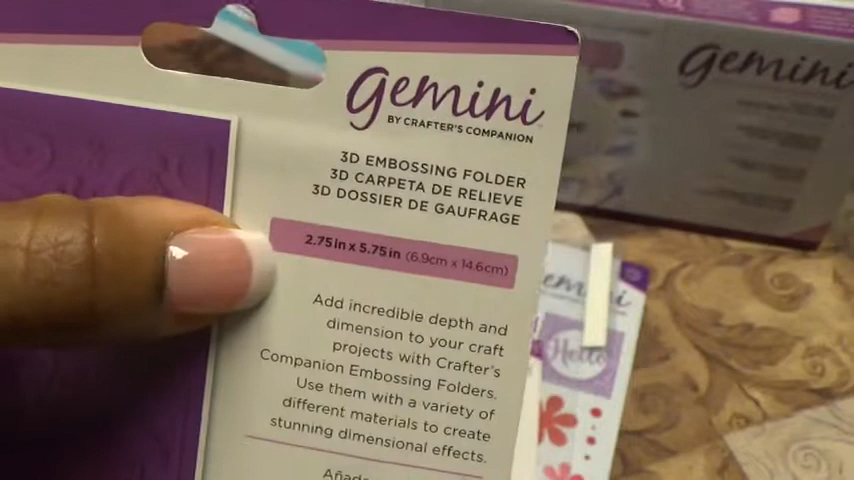 gemini
BY CRAFTER'S COMPANION
3D EMBOSSING FOLDER
3D CARPETA DE RELIEVE
3D DOSSIER DE GAUFRAGE
2.75in x 5.75in (6.9cm x 14.6cm)
Add incredible depth and
dimension to your craft
projects with Crafter's
Companion Embossing Folders.
Use them with a variety of
different materials to create
stunning dimensional effects.
Añada
gemini
gemini
Hello